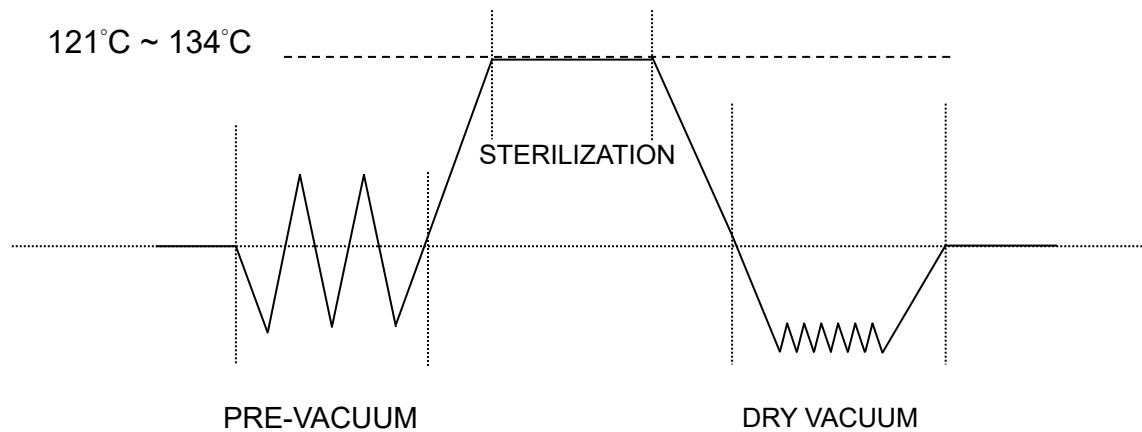 121°C ~ 134°C
STERILIZATION
PRE-VACUUM
DRY VACUUM